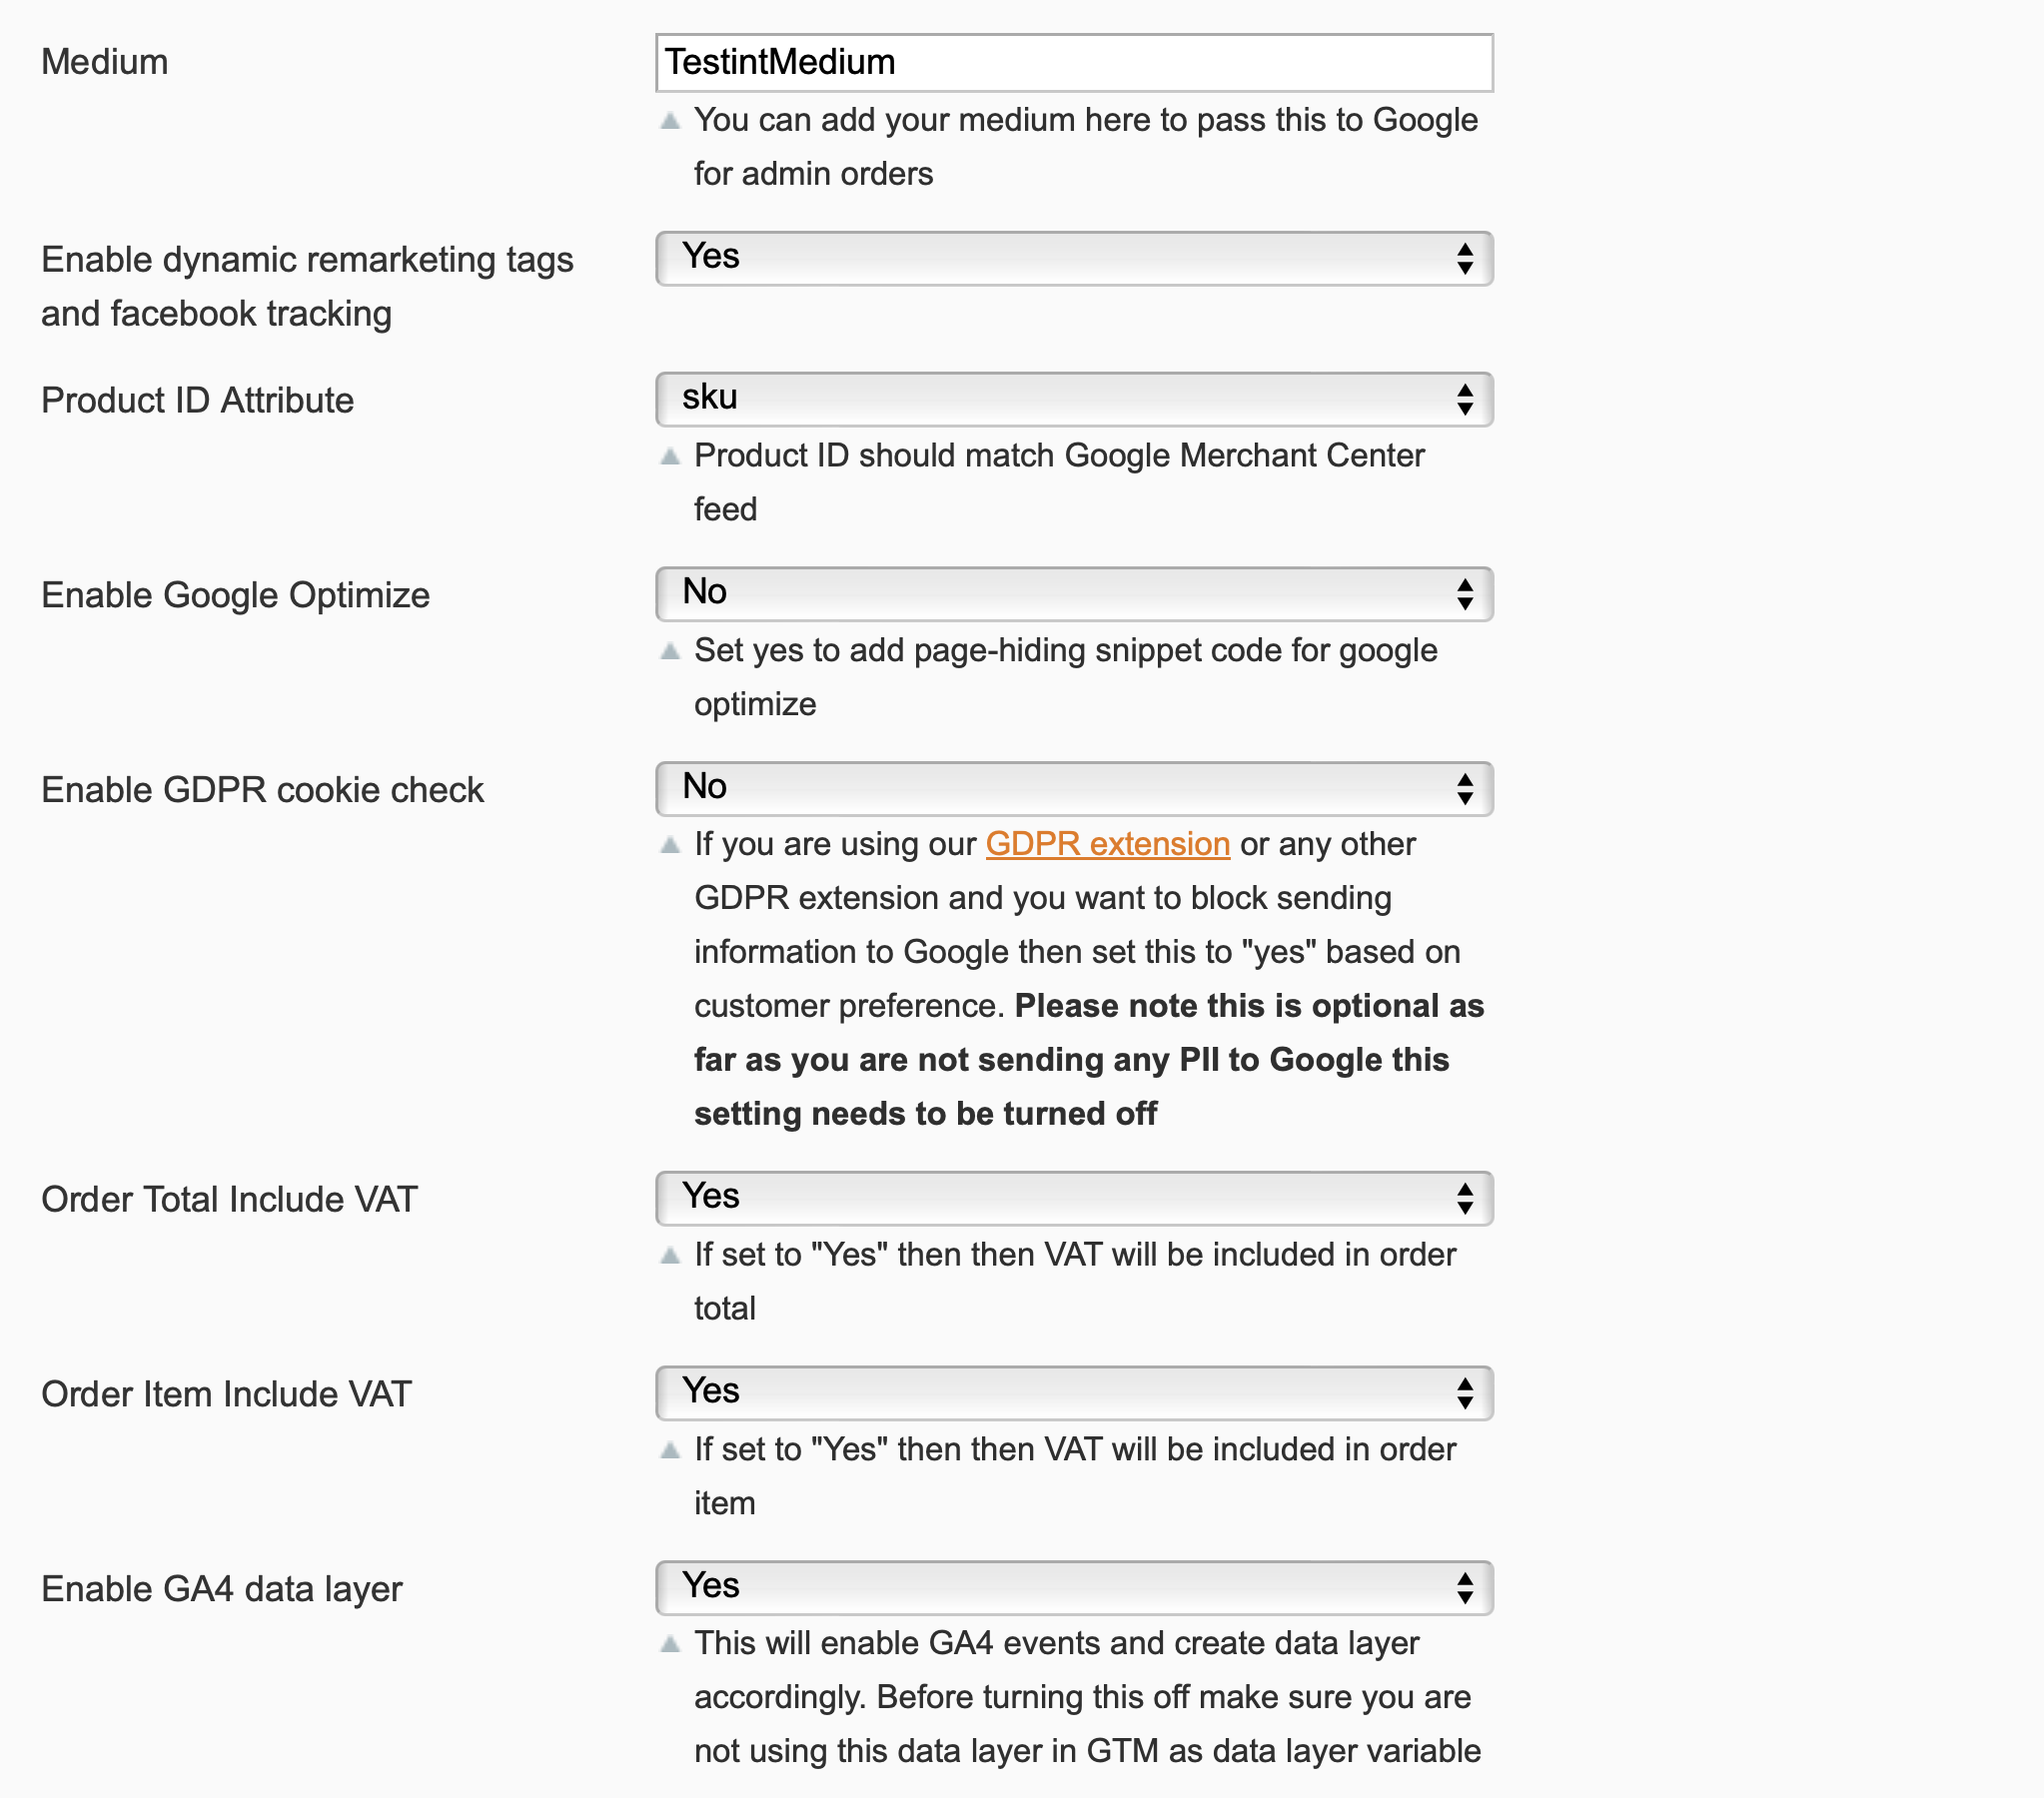 Medium
TestintMedium
You can add your medium here to pass this to Google
for admin orders
Enable dynamic remarketing tags
and facebook tracking
Yes
Product ID Attribute
sku
Product ID should match Google Merchant Center
feed
Enable Google Optimize
No
Set yes to add page-hiding snippet code for google
optimize
Enable GDPR cookie check
No
If you are using our GDPR extension or any other
GDPR extension and you want to block sending
information to Google then set this to "yes" based on
customer preference. Please note this is optional as
far as you are not sending any PII to Google this
setting needs to be turned off
Order Total Include VAT
Yes
If set to "Yes" then then VAT will be included in order
total
Order Item Include VAT
Yes
If set to "Yes" then then VAT will be included in order
item
Enable GA4 data layer
Yes
This will enable GA4 events and create data layer
accordingly. Before turning this off make sure you are
not using this data layer in GTM as data layer variable